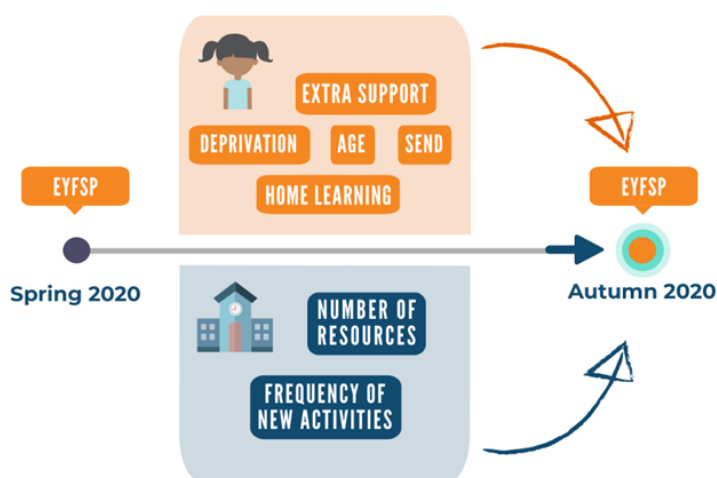 EXTRA SUPPORT
DEPRIVATION
AGE
SEND
HOME LEARNING
EYFSP
EYFSP
Spring 2020
Autumn 2020
NUMBER OF
RESOURCES
FREQUENCY OF
NEW ACTIVITIES